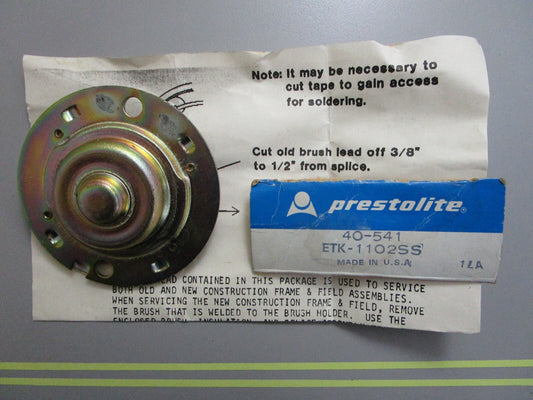 Note: It may be necessary to
cut tape to gain access
for soldering.
Cut old brush lead off 3/8"
to 1/2" from splice.
prestolite®
40-541
ETK-1102SS
MADE IN U.S.A.
1LA
CONTAINED IN THIS PACKAGE IS USED TO SERVICE
BOTH OLD AND NEW CONSTRUCTION FRAME & FIELD ASSEMBLIES.
WHEN SERVICING THE NEW CONSTRUCTION FRAME & FIELD, REMOVE
THE BRUSH THAT IS WELDED TO THE BRUSH HOLDER. USE THE